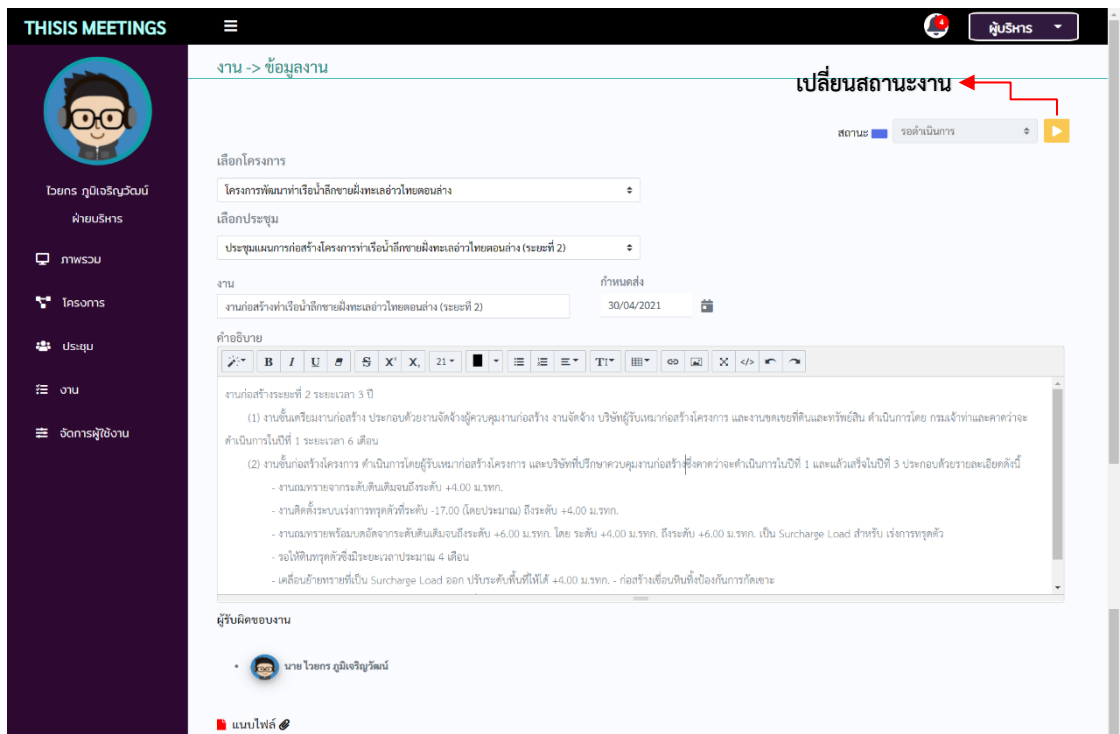 THISIS MEETINGS
4
ผู้บริหาร
งาน -> ข้อมูลงาน
เปลี่ยนสถานะงาน
สถานะ รอดำเนินการ
ไวยกร ภูมิเจริญวัฒน์
ฝ่ายบริหาร
ภาพรวม
โครงการ
ประชุม
งาน
จัดการผู้ใช้งาน
เลือกโครงการ
โครงการพัฒนาท่าเรือน้ำลึกชายฝั่งทะเลอ่าวไทยตอนล่าง
เลือกประชุม
ประชุมแผนการก่อสร้างโครงการท่าเรือน้ำลึกชายฝั่งทะเลอ่าวไทยตอนล่าง (ระยะที่ 2)
งาน กำหนดส่ง
งานก่อสร้างท่าเรือน้ำลึกชายฝั่งทะเลอ่าวไทยตอนล่าง (ระยะที่ 2) 30/04/2021
คำอธิบาย
B I U S X² X₂ 21 TI </>
งานก่อสร้างระยะที่ 2 ระยะเวลา 3 ปี
(1) งานขั้นเตรียมงานก่อสร้าง ประกอบด้วยงานจัดจ้างผู้ควบคุมงานก่อสร้าง งานจัดจ้าง บริษัทผู้รับเหมาก่อสร้างโครงการ และงานชดเชยที่ดินและทรัพย์สิน ดำเนินการโดย กรมเจ้าท่าและคาดว่าจะ
ดำเนินการในปีที่ 1 ระยะเวลา 6 เดือน
(2) งานขั้นก่อสร้างโครงการ ดำเนินการโดยผู้รับเหมาก่อสร้างโครงการ และบริษัทที่ปรึกษาควบคุมงานก่อสร้างซึ่งคาดว่าจะดำเนินการในปีที่ 1 และแล้วเสร็จในปีที่ 3 ประกอบด้วยรายละเอียดดังนี้
- งานถมทรายจากระดับดินเดิมจนถึงระดับ +4.00 ม.รทก.
- งานติดตั้งระบบเร่งการทรุดตัวที่ระดับ -17.00 (โดยประมาณ) ถึงระดับ +4.00 ม.รทก.
- งานถมทรายพร้อมบดอัดจากระดับดินเดิมจนถึงระดับ +6.00 ม.รทก. โดย ระดับ +4.00 ม.รทก. ถึงระดับ +6.00 ม.รทก. เป็น Surcharge Load สำหรับ เร่งการทรุดตัว
- รอให้ดินทรุดตัวซึ่งมีระยะเวลาประมาณ 4 เดือน
- เคลื่อนย้ายทรายที่เป็น Surcharge Load ออก ปรับระดับพื้นที่ให้ได้ +4.00 ม.รทก. - ก่อสร้างเขื่อนหินทิ้งป้องกันการกัดเซาะ
ผู้รับผิดชอบงาน
นาย ไวยกร ภูมิเจริญวัฒน์
แนบไฟล์